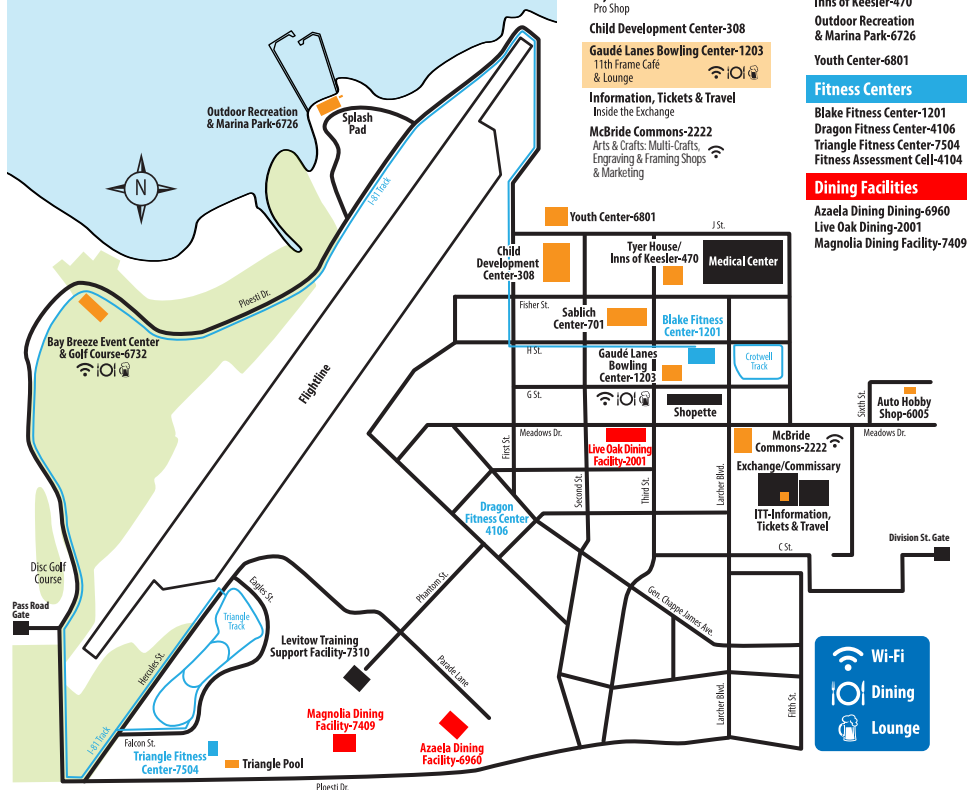 Pro Shop
Child Development Center-308
Gaudé Lanes Bowling Center-1203
11th Frame Café
& Lounge
Information, Tickets & Travel
Inside the Exchange
McBride Commons-2222
Arts & Crafts: Multi-Crafts,
Engraving & Framing Shops
& Marketing
Inns of Keesler-470
Outdoor Recreation
& Marina Park-6726
Youth Center-6801
Fitness Centers
Blake Fitness Center-1201
Dragon Fitness Center-4106
Triangle Fitness Center-7504
Fitness Assessment Cell-4104
Dining Facilities
Azaela Dining Dining-6960
Live Oak Dining-2001
Magnolia Dining Facility-7409
Outdoor Recreation
& Marina Park-6726
Splash
Pad
N
J-81 Track
Youth Center-6801
J St.
Child
Development
Center-308
Tyer House/
Inns of Keesler-470
Medical Center
Ploesti Dr.
Fisher St.
Sablich
Center-701
Blake Fitness
Center-1201
Bay Breeze Event Center
& Golf Course-6732
H St.
Gaudé Lanes
Bowling
Center-1203
Crotwell
Track
Flightline
G St.
Shopette
Sixth St.
Auto Hobby
Shop-6005
Meadows Dr.
First St.
Live Oak Dining
Facility-2001
McBride
Commons-2222
Meadows Dr.
Second St.
Third St.
Larcher Blvd.
Exchange/Commissary
ITT-Information,
Tickets & Travel
Dragon
Fitness Center
4106
C St.
Division St. Gate
Disc Golf
Course
Eagles St.
Phantom St.
Gen. Chappe James Ave.
Pass Road
Gate
Triangle
Track
Levitow Training
Support Facility-7310
Hercules St.
Parade Lane
Wi-Fi
Dining
Lounge
Larcher Blvd.
Fifth St.
Magnolia Dining
Facility-7409
Azaela Dining
Facility-6960
J-81 Track
Falcon St.
Triangle Fitness
Center-7504
Triangle Pool
Ploesti Dr.